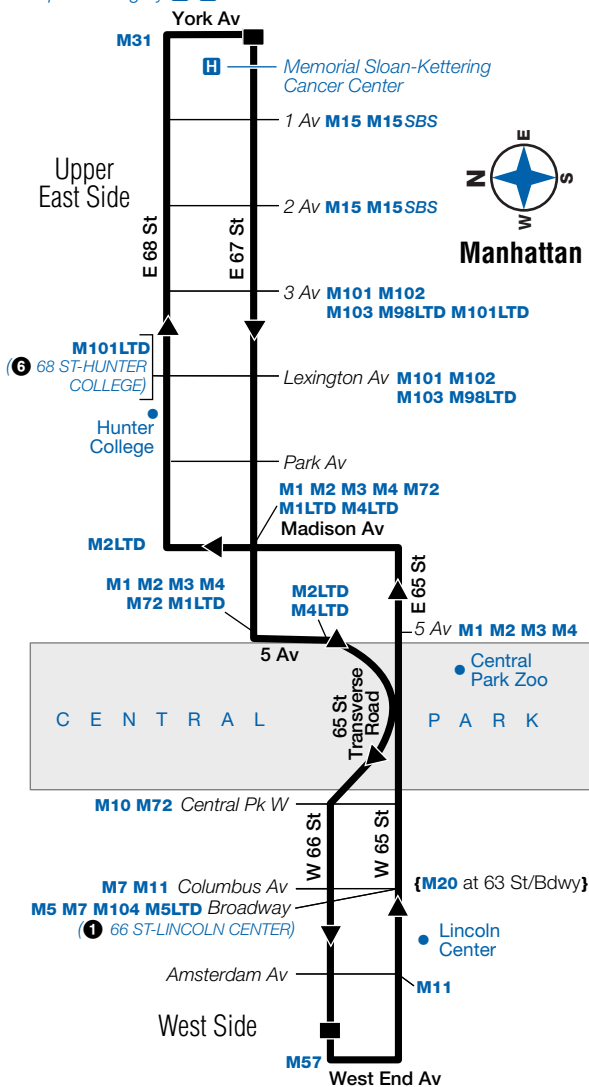 York Av
M31
H Memorial Sloan-Kettering
Cancer Center
1 Av M15 M15SBS
Upper
East Side
E
N S
W
Manhattan
2 Av M15 M15SBS
E 68 St
E 67 St
3 Av M101 M102
M103 M98LTD M101LTD
M101LTD
(6 68 ST-HUNTER
COLLEGE)
Lexington Av M101 M102
M103 M98LTD
Hunter
College
Park Av
M1 M2 M3 M4 M72
M1LTD M4LTD
Madison Av
M2LTD
E 65 St
M1 M2 M3 M4
M72 M1LTD
M2LTD
M4LTD
5 Av M1 M2 M3 M4
5 Av
Central
Park Zoo
CENTRAL PARK
65 St
Transverse
Road
M10 M72 Central Pk W
W 66 St
W 65 St
M7 M11 Columbus Av
{M20 at 63 St/Bdwy}
M5 M7 M104 M5LTD Broadway
(1 66 ST-LINCOLN CENTER)
Lincoln
Center
Amsterdam Av
M11
West Side
M57
West End Av